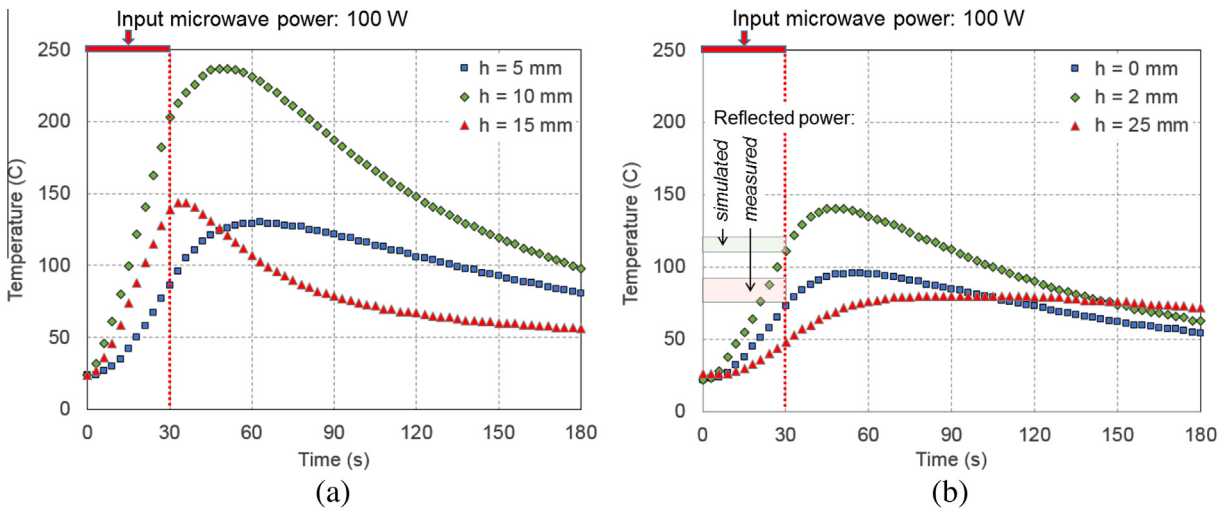 Input microwave power: 100 W
250
200
150
100
50
0
0
30
60
90
120
150
180
Temperature (C)
Time (s)
h = 5 mm
h = 10 mm
h = 15 mm
(a)
Input microwave power: 100 W
250
200
150
100
50
0
0
30
60
90
120
150
180
Temperature (C)
Time (s)
h = 0 mm
h = 2 mm
h = 25 mm
Reflected power:
simulated
measured
(b)